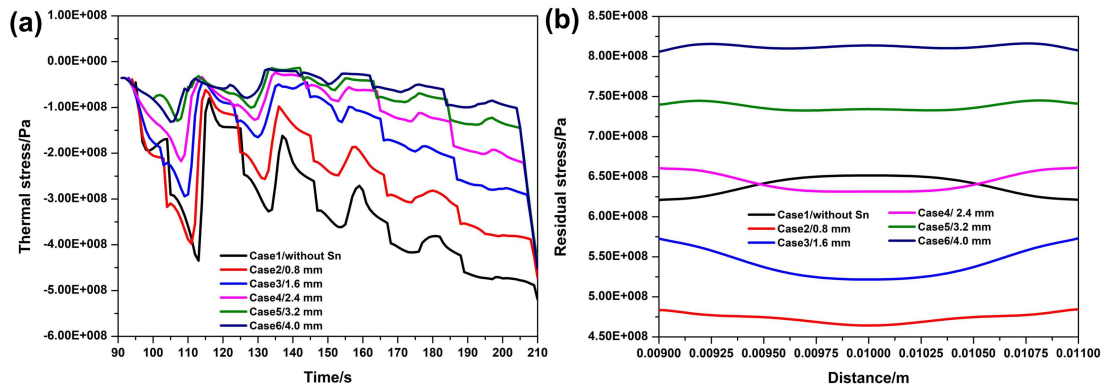 (a)
Thermal stress/Pa
1.00E+008
0.00E+000
-1.00E+008
-2.00E+008
-3.00E+008
-4.00E+008
-5.00E+008
-6.00E+008
Case1/without Sn
Case2/0.8 mm
Case3/1.6 mm
Case4/2.4 mm
Case5/3.2 mm
Case6/4.0 mm
90 100 110 120 130 140 150 160 170 180 190 200 210
Time/s
(b)
Residual stress/Pa
8.50E+008
8.00E+008
7.50E+008
7.00E+008
6.50E+008
6.00E+008
5.50E+008
5.00E+008
4.50E+008
Case1/without Sn
Case2/0.8 mm
Case3/1.6 mm
Case4/ 2.4 mm
Case5/3.2 mm
Case6/4.0 mm
0.00900 0.00925 0.00950 0.00975 0.01000 0.01025 0.01050 0.01075 0.01100
Distance/m